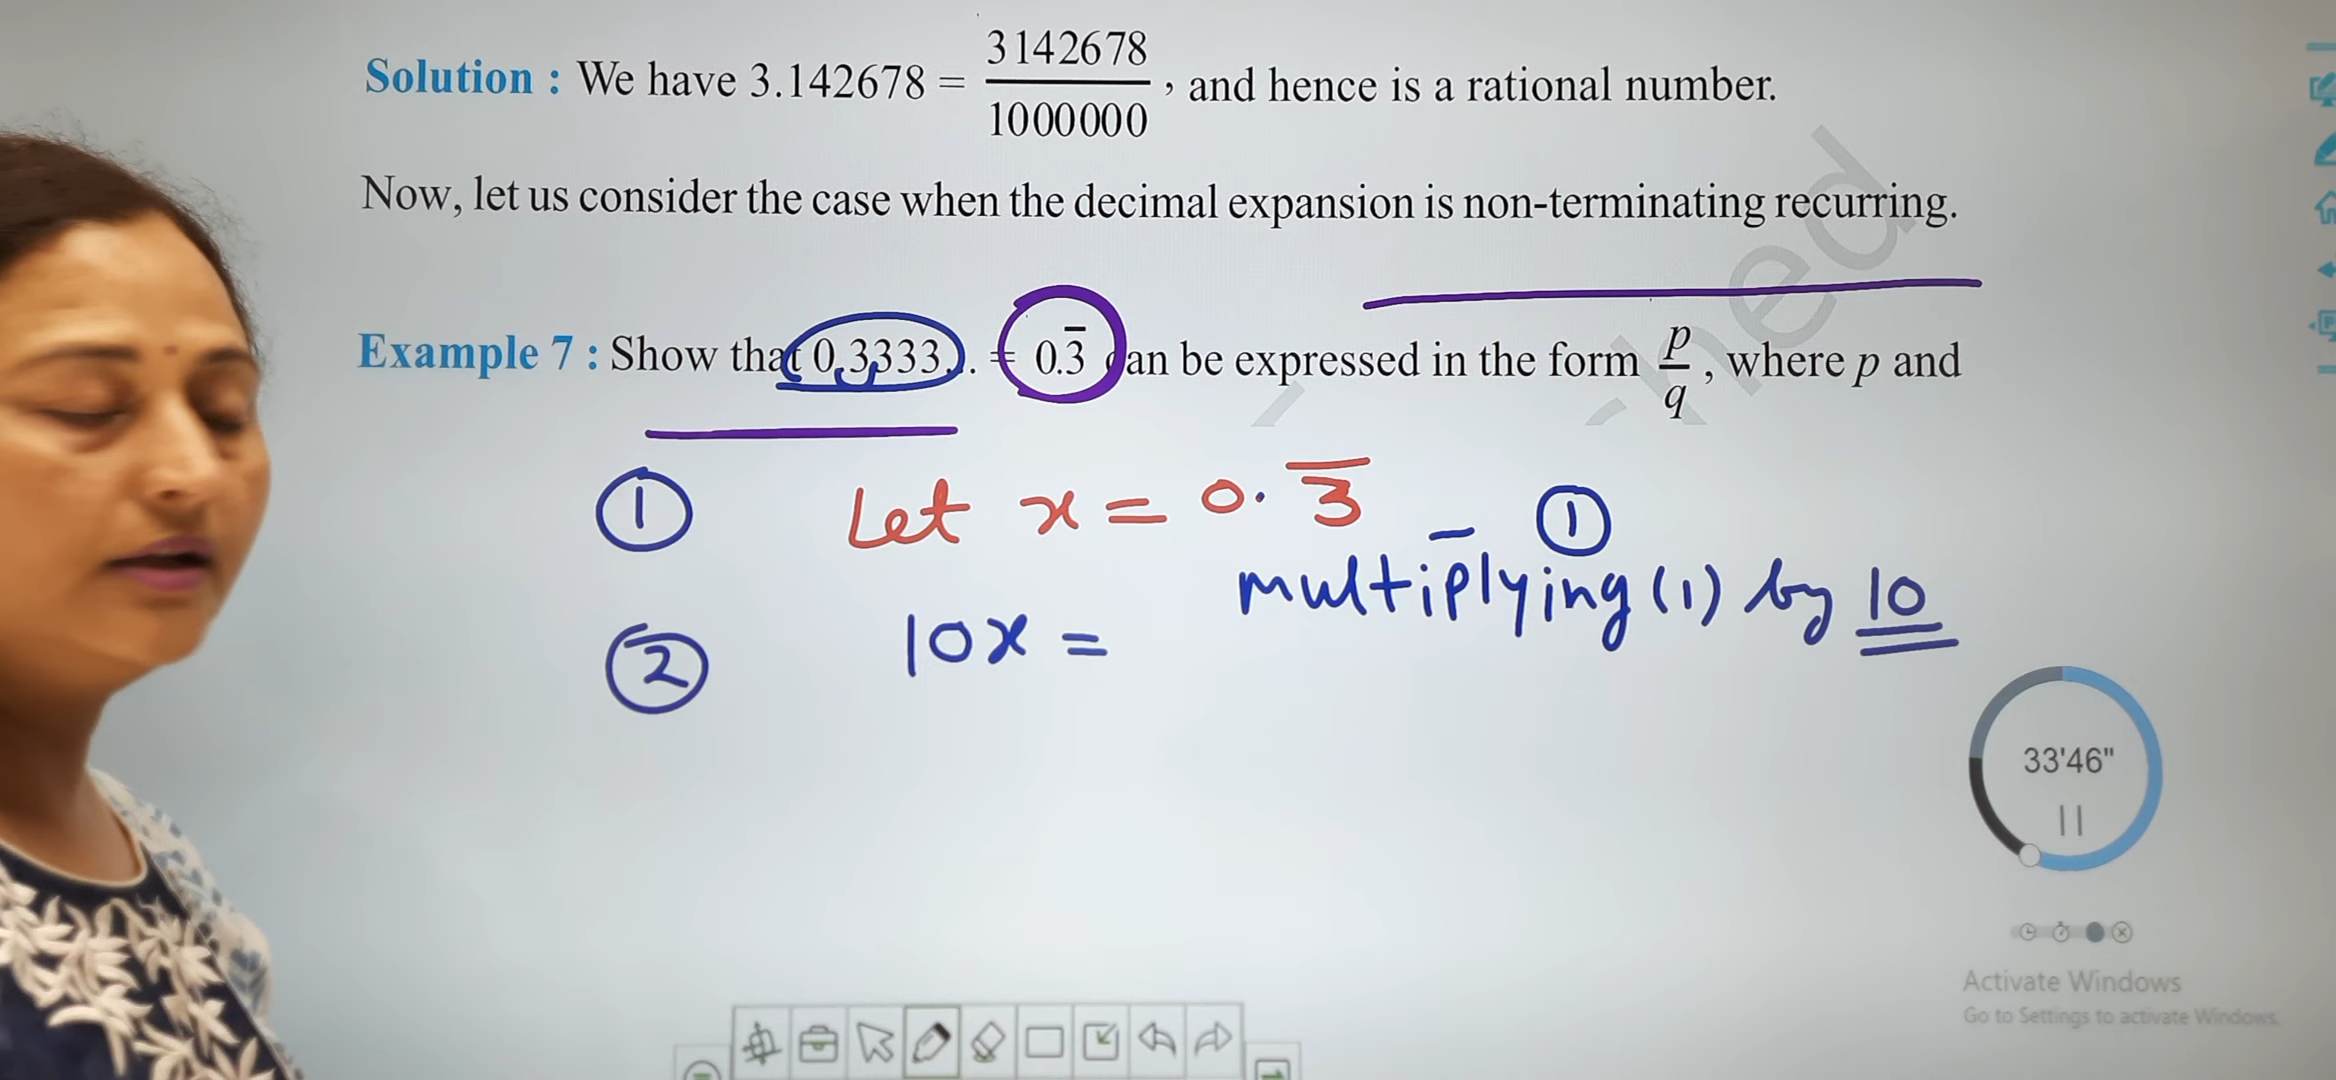 Solution : We have 3.142678 = 3142678/1000000, and hence is a rational number.
Now, let us consider the case when the decimal expansion is non-terminating recurring.
Example 7 : Show that 0.3333... = 0.3̅ can be expressed in the form p/q, where p and
① Let x = 0.3̅ – ①
multiplying (1) by 10
② 10x =
33'46"
Activate Windows
Go to Settings to activate Windows.